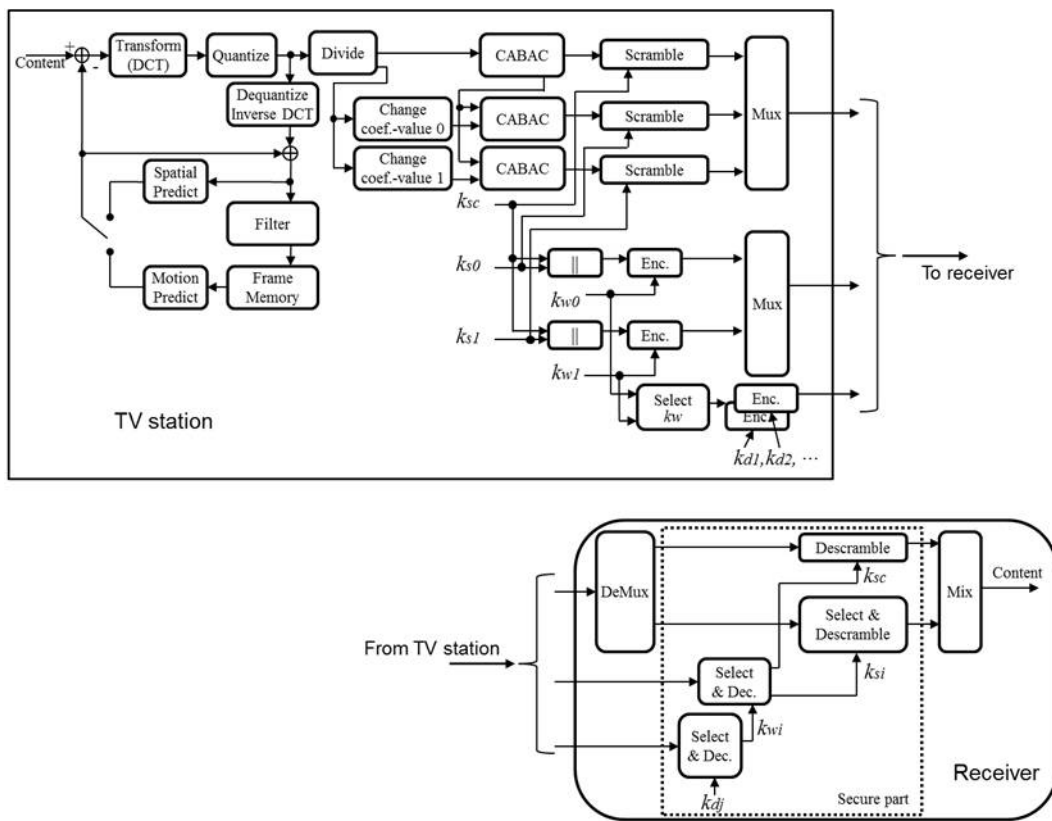 Content
+
-
Transform
(DCT)
Quantize
Divide
CABAC
Scramble
Dequantize
Inverse DCT
Change
coef.-value 0
CABAC
Scramble
Mux
Change
coef.-value 1
CABAC
Scramble
Spatial
Predict
Filter
Motion
Predict
Frame
Memory
ksc
ks0
||
Enc.
kw0
Mux
ks1
||
Enc.
kw1
Select
kw
Enc.
Enc.
kd1, kd2, ···
TV station
To receiver
From TV station
DeMux
Descramble
ksc
Select &
Descramble
ksi
Select
& Dec.
kwi
Select
& Dec.
kdj
Secure part
Mix
Content
Receiver